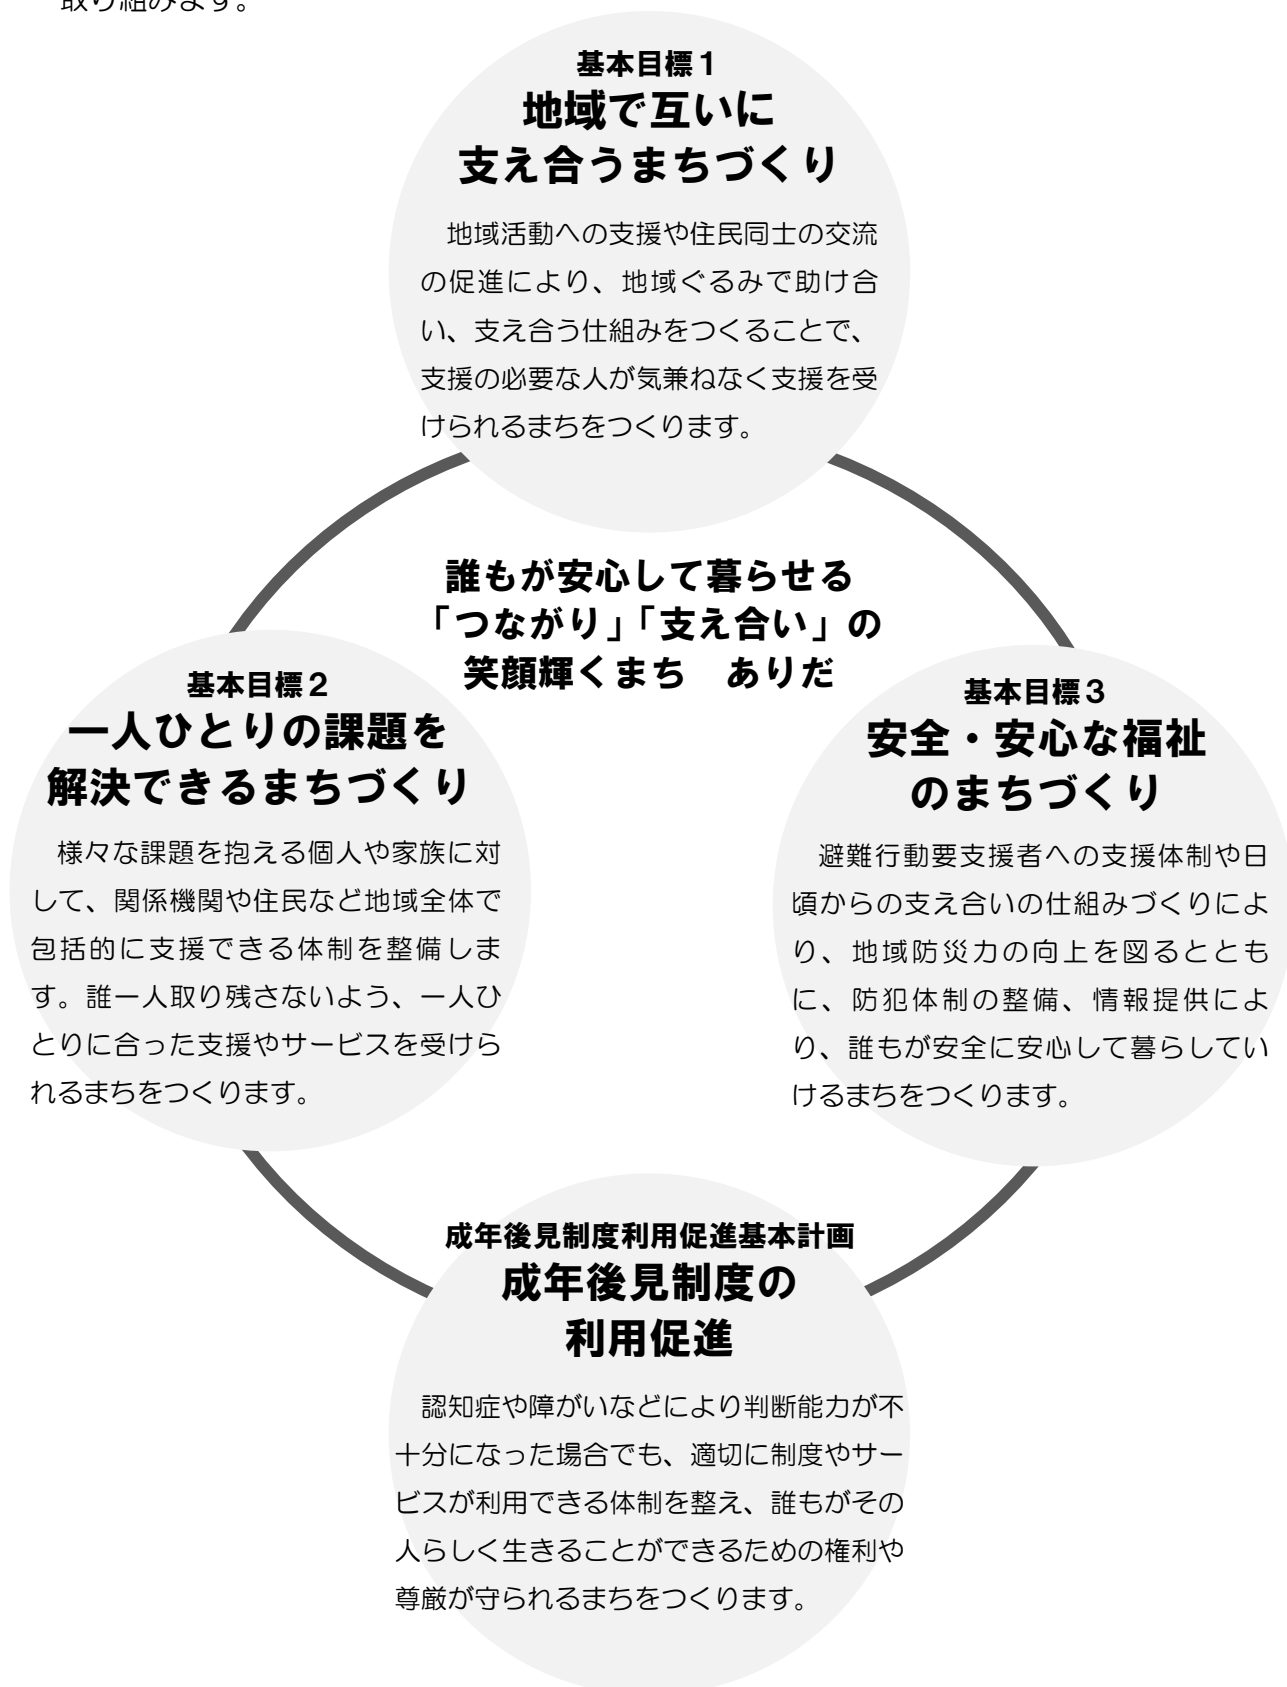 取り組みます。
基本目標1
地域で互いに
支え合うまちづくり
地域活動への支援や住民同士の交流
の促進により、地域ぐるみで助け合
い、支え合う仕組みをつくることで、
支援の必要な人が気兼ねなく支援を受
けられるまちをつくります。
誰もが安心して暮らせる
「つながり」「支え合い」の
笑顔輝くまち　ありだ
基本目標2
一人ひとりの課題を
解決できるまちづくり
様々な課題を抱える個人や家族に対
して、関係機関や住民など地域全体で
包括的に支援できる体制を整備しま
す。誰一人取り残さないよう、一人ひ
とりに合った支援やサービスを受けら
れるまちをつくります。
基本目標3
安全・安心な福祉
のまちづくり
避難行動要支援者への支援体制や日
頃からの支え合いの仕組みづくりによ
り、地域防災力の向上を図るととも
に、防犯体制の整備、情報提供によ
り、誰もが安全に安心して暮らしてい
けるまちをつくります。
成年後見制度利用促進基本計画
成年後見制度の
利用促進
認知症や障がいなどにより判断能力が不
十分になった場合でも、適切に制度やサー
ビスが利用できる体制を整え、誰もがその
人らしく生きることができるための権利や
尊厳が守られるまちをつくります。